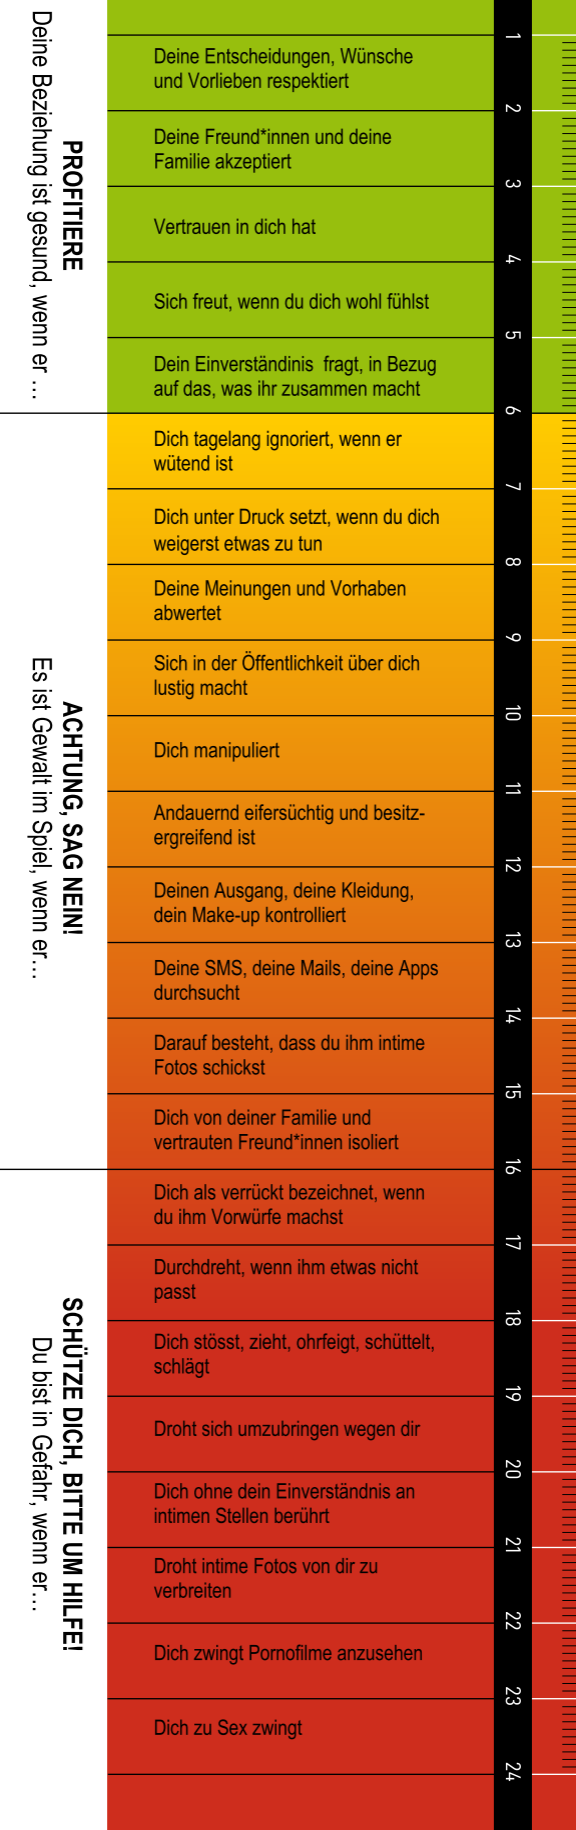 PROFITIERE
Deine Beziehung ist gesund, wenn er …
Deine Entscheidungen, Wünsche
und Vorlieben respektiert
Deine Freund*innen und deine
Familie akzeptiert
Vertrauen in dich hat
Sich freut, wenn du dich wohl fühlst
Dein Einverständinis fragt, in Bezug
auf das, was ihr zusammen macht
ACHTUNG, SAG NEIN!
Es ist Gewalt im Spiel, wenn er…
Dich tagelang ignoriert, wenn er
wütend ist
Dich unter Druck setzt, wenn du dich
weigerst etwas zu tun
Deine Meinungen und Vorhaben
abwertet
Sich in der Öffentlichkeit über dich
lustig macht
Dich manipuliert
Andauernd eifersüchtig und besitz-
ergreifend ist
Deinen Ausgang, deine Kleidung,
dein Make-up kontrolliert
Deine SMS, deine Mails, deine Apps
durchsucht
Darauf besteht, dass du ihm intime
Fotos schickst
Dich von deiner Familie und
vertrauten Freund*innen isoliert
SCHÜTZE DICH, BITTE UM HILFE!
Du bist in Gefahr, wenn er…
Dich als verrückt bezeichnet, wenn
du ihm Vorwürfe machst
Durchdreht, wenn ihm etwas nicht
passt
Dich stösst, zieht, ohrfeigt, schüttelt,
schlägt
Droht sich umzubringen wegen dir
Dich ohne dein Einverständnis an
intimen Stellen berührt
Droht intime Fotos von dir zu
verbreiten
Dich zwingt Pornofilme anzusehen
Dich zu Sex zwingt
1
2
3
4
5
6
7
8
9
10
11
12
13
14
15
16
17
18
19
20
21
22
23
24